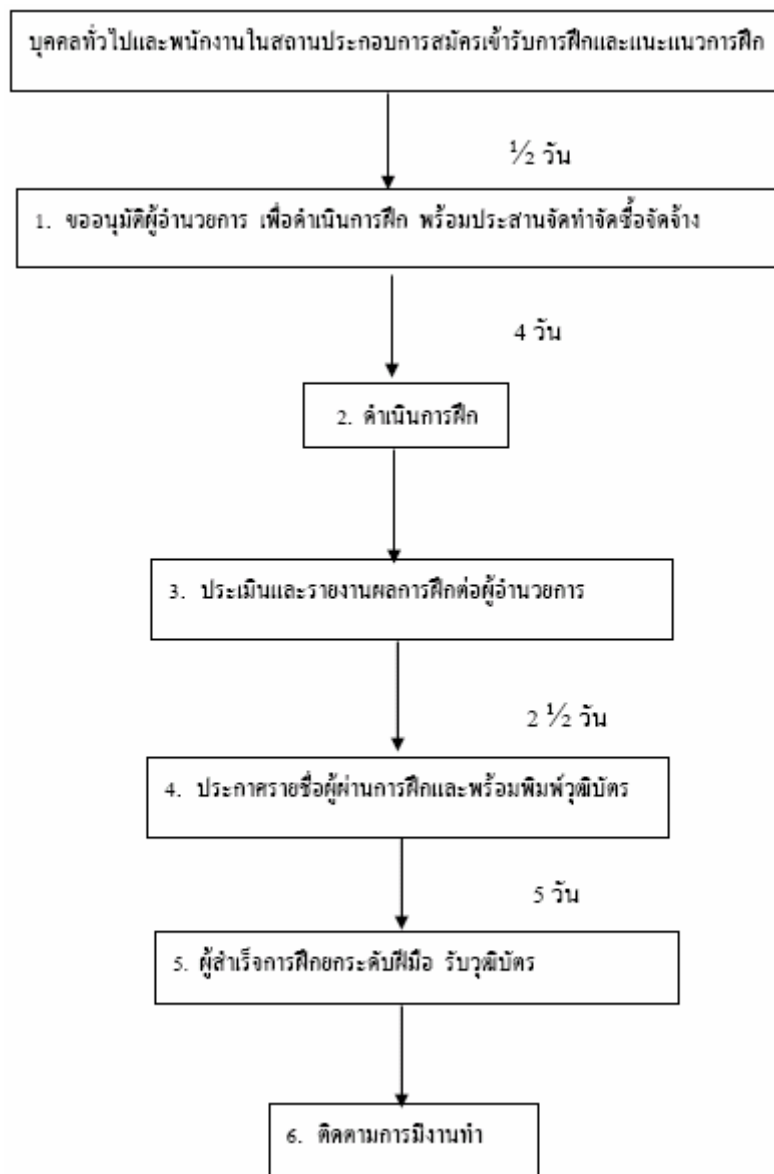 บุคคลทั่วไปและพนักงานในสถานประกอบการสมัครเข้ารับการฝึกและแนะแนวการฝึก
½ วัน
1. ขออนุมัติผู้อำนวยการ เพื่อดำเนินการฝึก พร้อมประสานจัดทำจัดซื้อจัดจ้าง
4 วัน
2. ดำเนินการฝึก
3. ประเมินและรายงานผลการฝึกต่อผู้อำนวยการ
2 ½ วัน
4. ประกาศรายชื่อผู้ผ่านการฝึกและพร้อมพิมพ์วุฒิบัตร
5 วัน
5. ผู้สำเร็จการฝึกยกระดับฝีมือ รับวุฒิบัตร
6. ติดตามการมีงานทำ